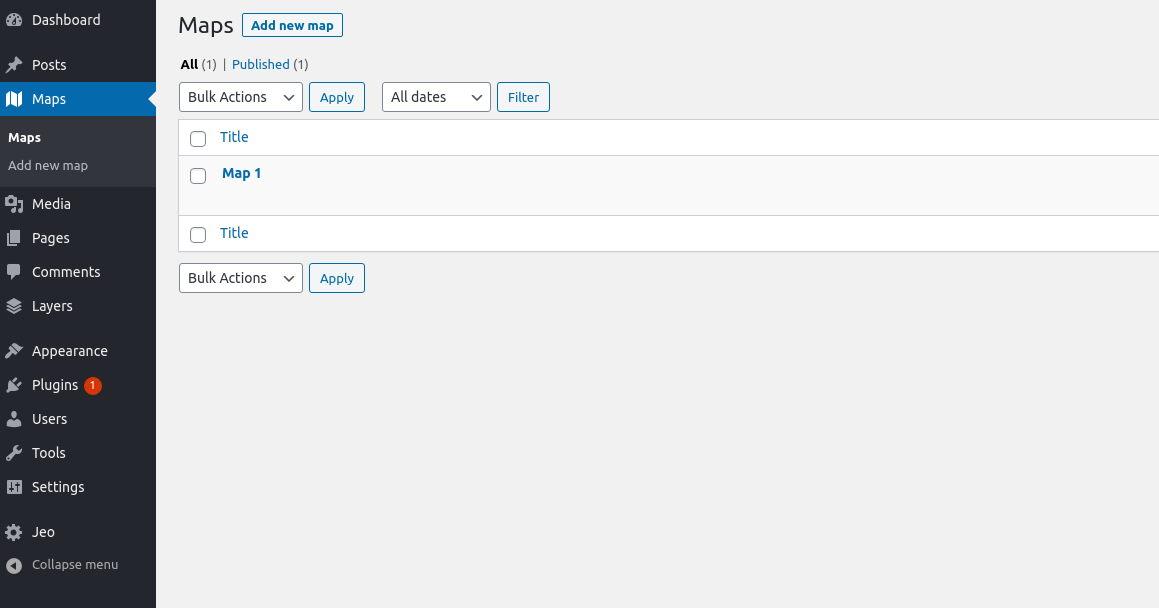 Dashboard
Posts
Maps
Maps
Add new map
Media
Pages
Comments
Layers
Appearance
Plugins 1
Users
Tools
Settings
Jeo
Collapse menu
Maps Add new map
All (1) | Published (1)
Bulk Actions Apply All dates Filter
Title
Map 1
Title
Bulk Actions Apply